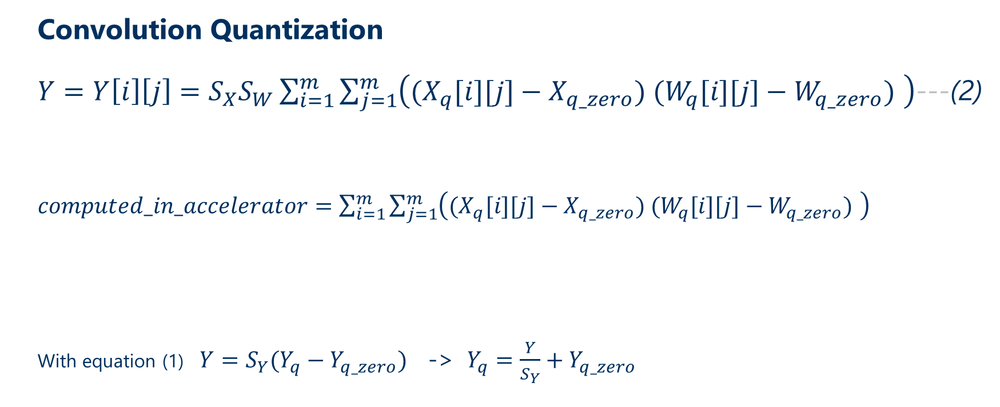 Convolution Quantization
Y = Y[i][j] = S_X S_W ∑_{i=1}^{m} ∑_{j=1}^{m} ((X_q[i][j] − X_{q_zero}) (W_q[i][j] − W_{q_zero}) )---(2)
computed_in_accelerator = ∑_{i=1}^{m} ∑_{j=1}^{m} ((X_q[i][j] − X_{q_zero}) (W_q[i][j] − W_{q_zero}) )
With equation (1) Y = S_Y(Y_q − Y_{q_zero}) -> Y_q = \frac{Y}{S_Y} + Y_{q_zero}